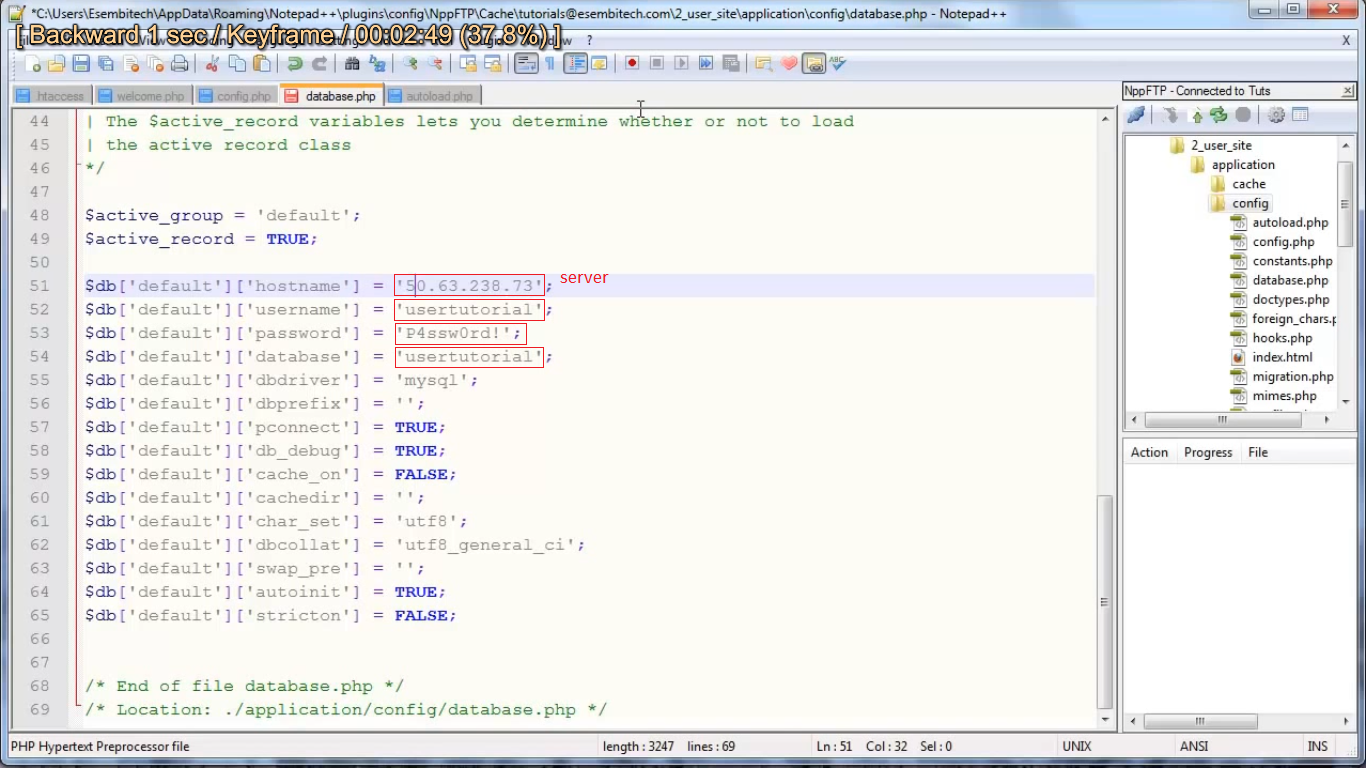 *C:\Users\Esembitech\AppData\Roaming\Notepad++\plugins\config\NppFTP\Cache\tutorials@esembitech.com\2_user_site\application\config\database.php - Notepad++
[ Backward 1 sec / Keyframe / 00:02:49 (37.8%) ]
? X
.htaccess welcome.php config.php database.php autoload.php
44 | The $active_record variables lets you determine whether or not to load
45 | the active record class
46 */
47
48 $active_group = 'default';
49 $active_record = TRUE;
50
51 $db['default']['hostname'] = '50.63.238.73'; server
52 $db['default']['username'] = 'usertutorial';
53 $db['default']['password'] = 'P4ssw0rd!';
54 $db['default']['database'] = 'usertutorial';
55 $db['default']['dbdriver'] = 'mysql';
56 $db['default']['dbprefix'] = '';
57 $db['default']['pconnect'] = TRUE;
58 $db['default']['db_debug'] = TRUE;
59 $db['default']['cache_on'] = FALSE;
60 $db['default']['cachedir'] = '';
61 $db['default']['char_set'] = 'utf8';
62 $db['default']['dbcollat'] = 'utf8_general_ci';
63 $db['default']['swap_pre'] = '';
64 $db['default']['autoinit'] = TRUE;
65 $db['default']['stricton'] = FALSE;
66
67
68 /* End of file database.php */
69 /* Location: ./application/config/database.php */
NppFTP - Connected to Tuts
2_user_site
application
cache
config
autoload.php
config.php
constants.php
database.php
doctypes.php
foreign_chars.p
hooks.php
index.html
migration.php
mimes.php
Action Progress File
PHP Hypertext Preprocessor file length : 3247 lines : 69 Ln : 51 Col : 32 Sel : 0 UNIX ANSI INS